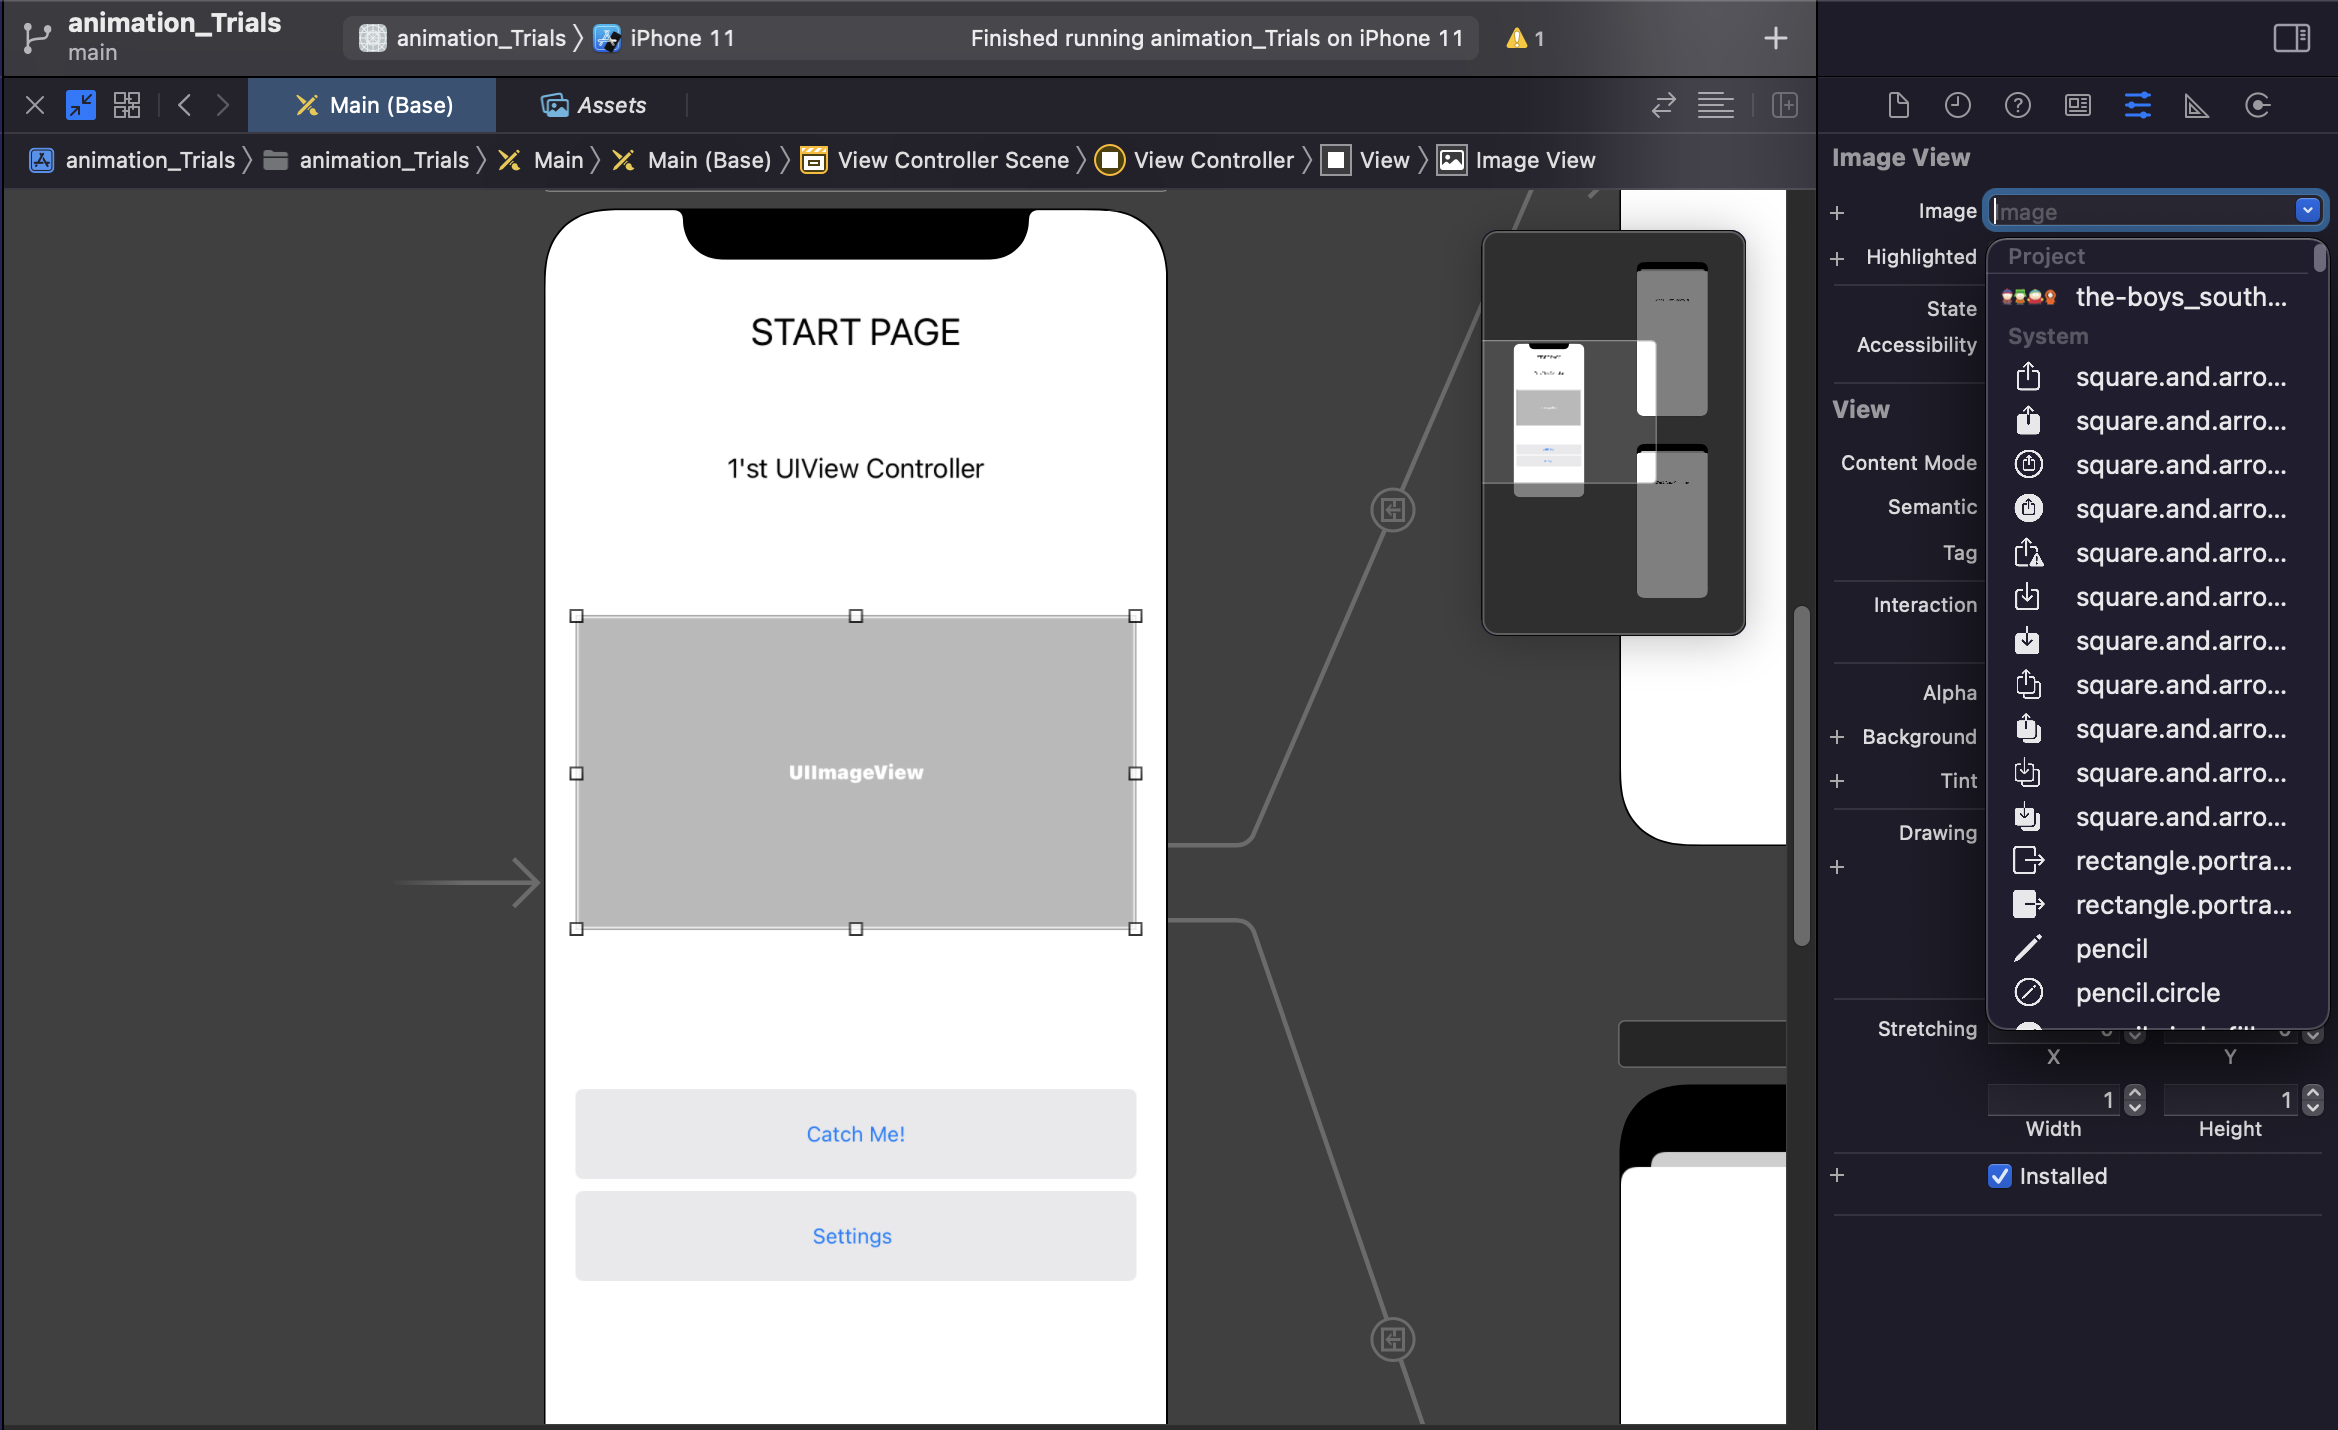 animation_Trials
main
animation_Trials
iPhone 11
Finished running animation_Trials on iPhone 11
1
Main (Base)
Assets
animation_Trials
animation_Trials
Main
Main (Base)
View Controller Scene
View Controller
View
Image View
START PAGE
1'st UIView Controller
UIImageView
Catch Me!
Settings
Image View
Image
Image
Highlighted
Project
the-boys_south...
System
State
Accessibility
square.and.arro...
square.and.arro...
square.and.arro...
square.and.arro...
square.and.arro...
square.and.arro...
square.and.arro...
square.and.arro...
square.and.arro...
square.and.arro...
square.and.arro...
rectangle.portra...
rectangle.portra...
pencil
pencil.circle
View
Content Mode
Semantic
Tag
Interaction
Alpha
Background
Tint
Drawing
Stretching
X
Y
1
1
Width
Height
Installed